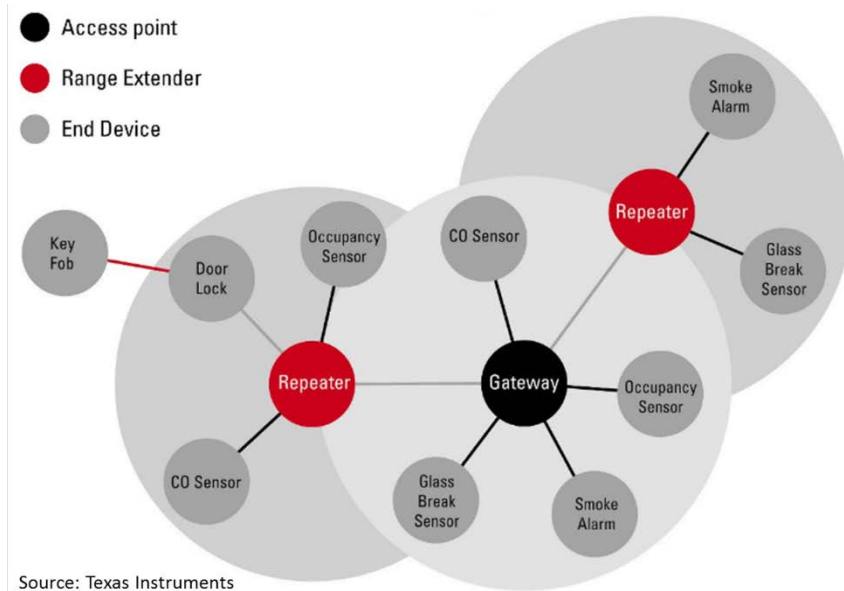 Access point
Range Extender
End Device
Smoke
Alarm
Repeater
Key
Fob
Door
Lock
Occupancy
Sensor
CO Sensor
Glass
Break
Sensor
Repeater
Gateway
Occupancy
Sensor
CO Sensor
Glass
Break
Sensor
Smoke
Alarm
Source: Texas Instruments